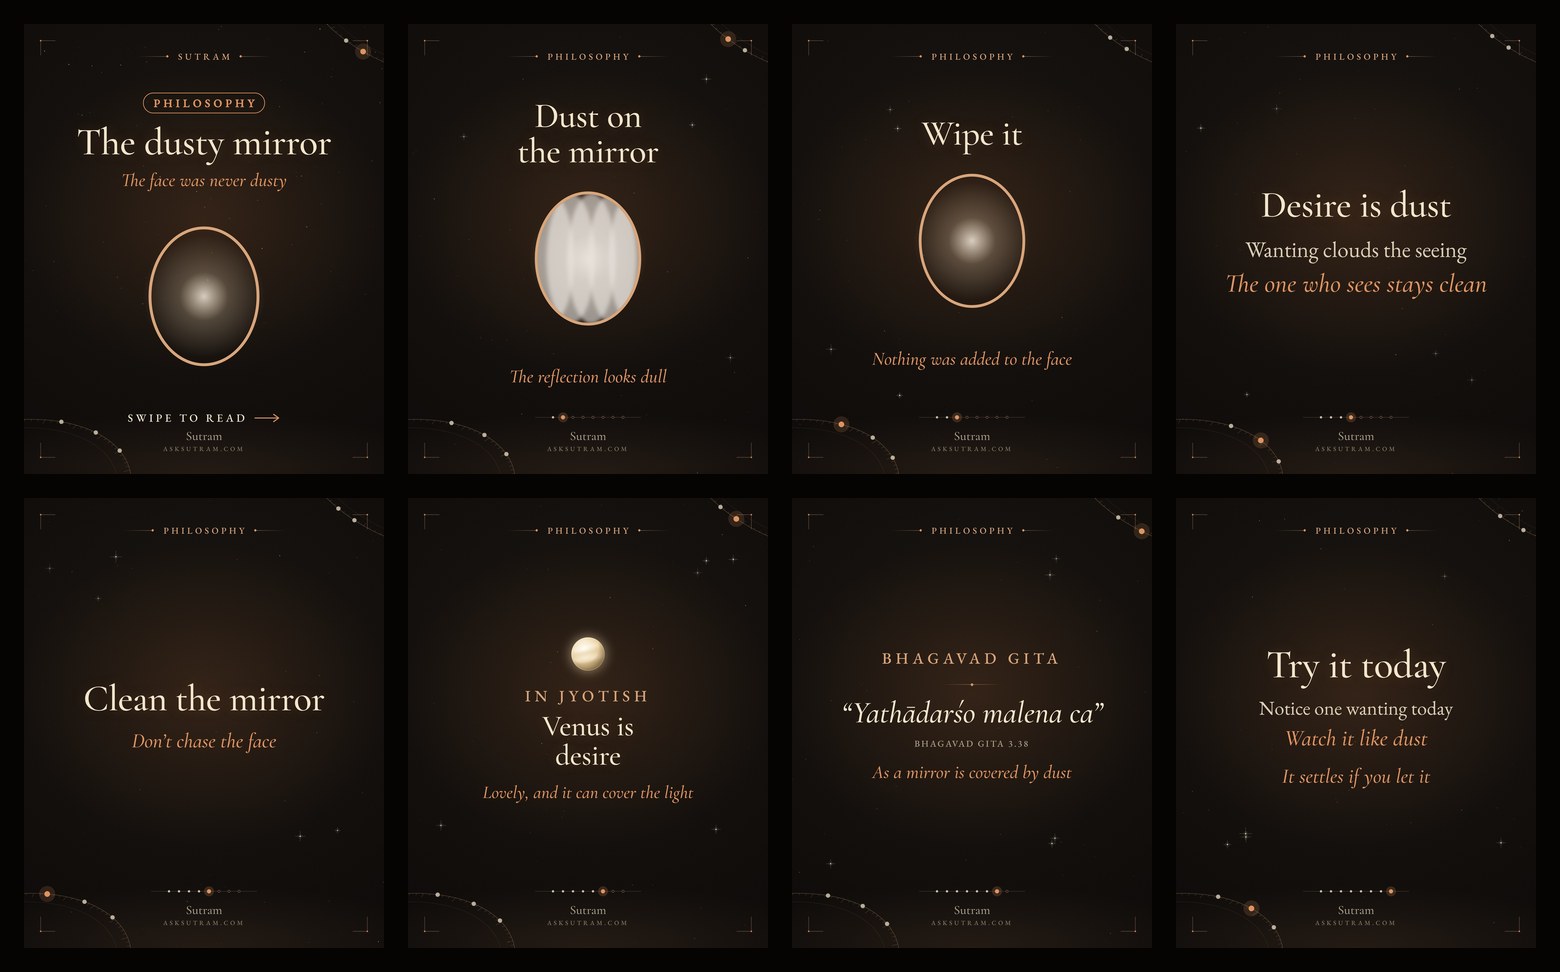 SUTRAM
PHILOSOPHY
The dusty mirror
The face was never dusty
SWIPE TO READ
Sutram
ASKSUTRAM.COM
PHILOSOPHY
Dust on
the mirror
The reflection looks dull
Sutram
ASKSUTRAM.COM
PHILOSOPHY
Wipe it
Nothing was added to the face
Sutram
ASKSUTRAM.COM
PHILOSOPHY
Desire is dust
Wanting clouds the seeing
The one who sees stays clean
Sutram
ASKSUTRAM.COM
PHILOSOPHY
Clean the mirror
Don’t chase the face
Sutram
ASKSUTRAM.COM
PHILOSOPHY
IN JYOTISH
Venus is
desire
Lovely, and it can cover the light
Sutram
ASKSUTRAM.COM
PHILOSOPHY
BHAGAVAD GITA
“Yathādarśo malena ca”
BHAGAVAD GITA 3.38
As a mirror is covered by dust
Sutram
ASKSUTRAM.COM
PHILOSOPHY
Try it today
Notice one wanting today
Watch it like dust
It settles if you let it
Sutram
ASKSUTRAM.COM